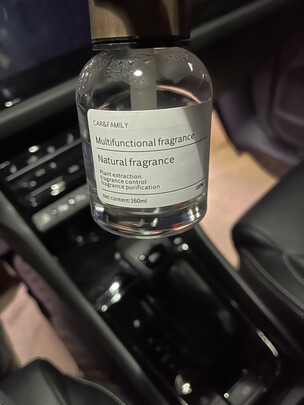 CAR&FAMILY
Multifunctional fragrance
Natural fragrance
Plant extraction
fragrance control
fragrance purification
Net content:160ml